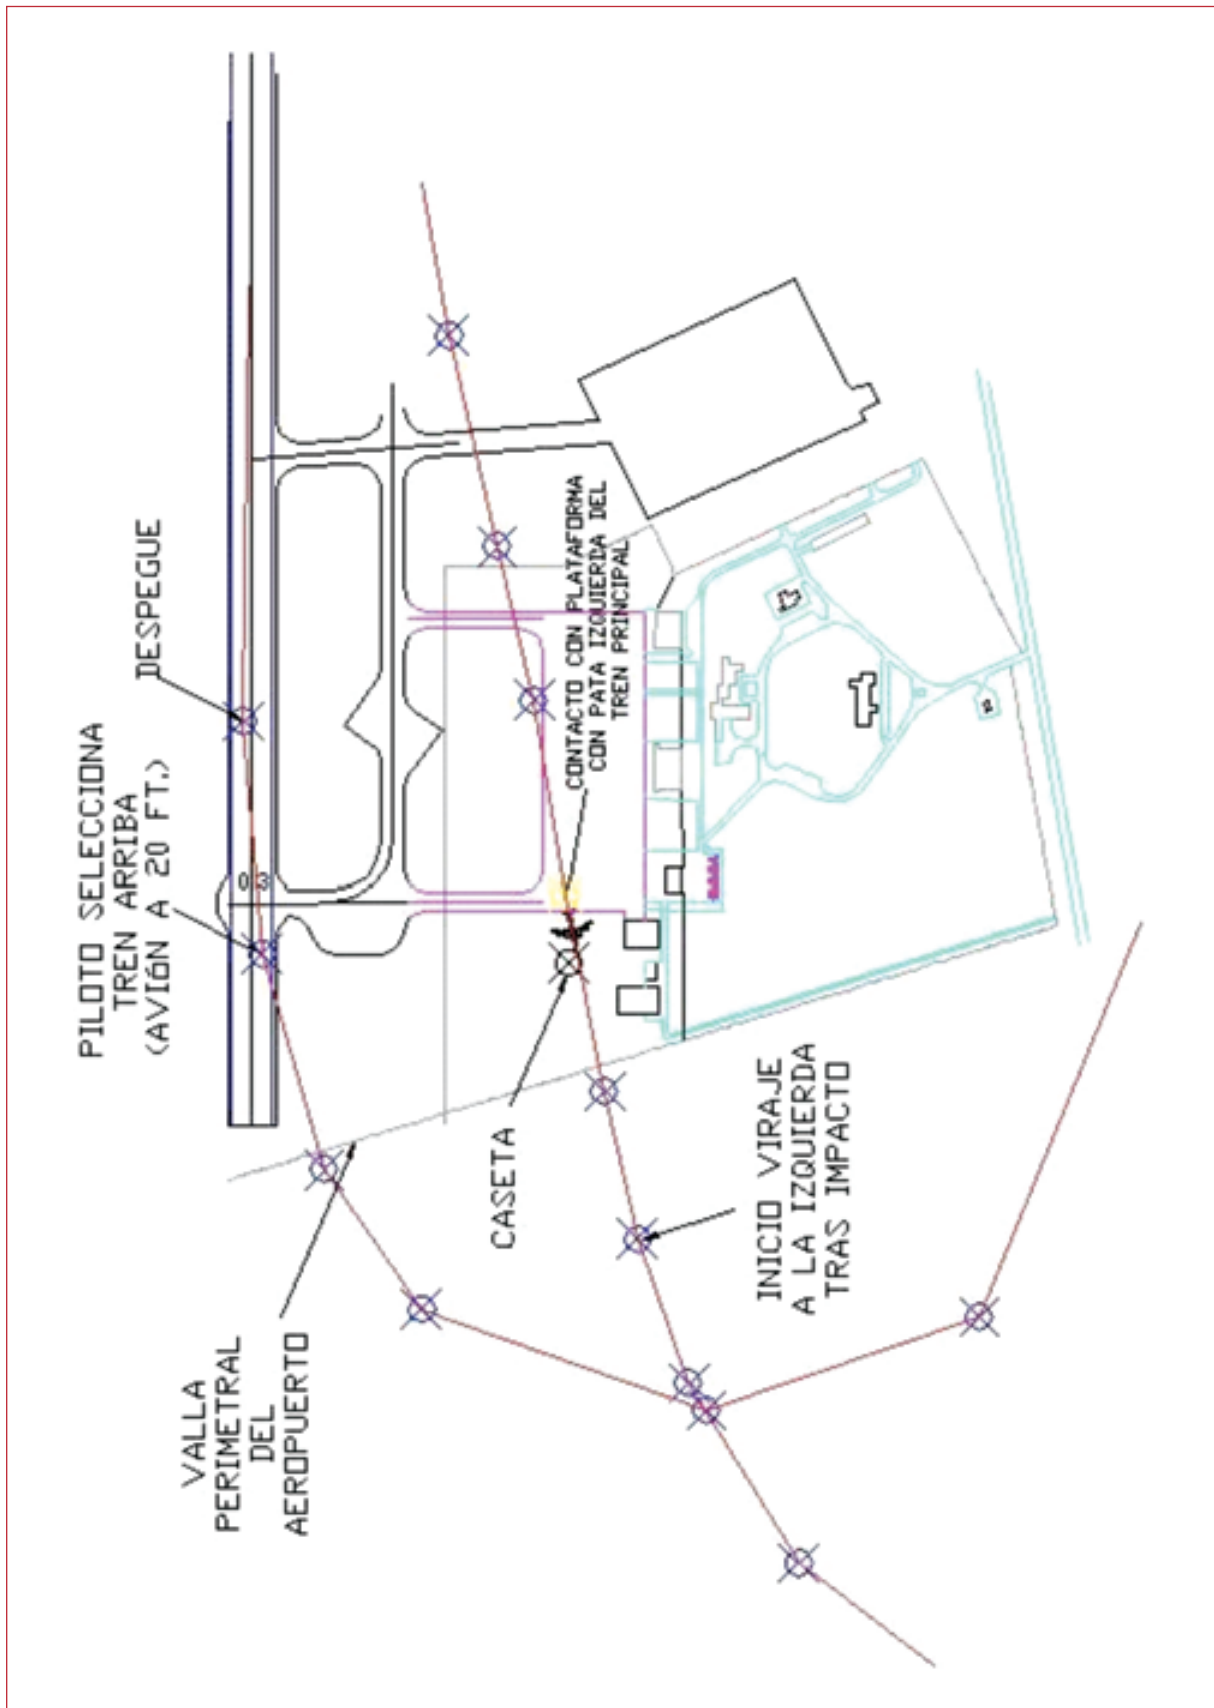 DESPEGUE
PILOTO SELECCIONA
TREN ARRIBA
(AVIÓN A 20 FT.)
03
CONTACTO CON PLATAFORMA
CON PATA IZQUIERDA DEL
TREN PRINCIPAL
CASETA
INICIO VIRAJE
A LA IZQUIERDA
TRAS IMPACTO
VALLA
PERIMETRAL
DEL
AEROPUERTO